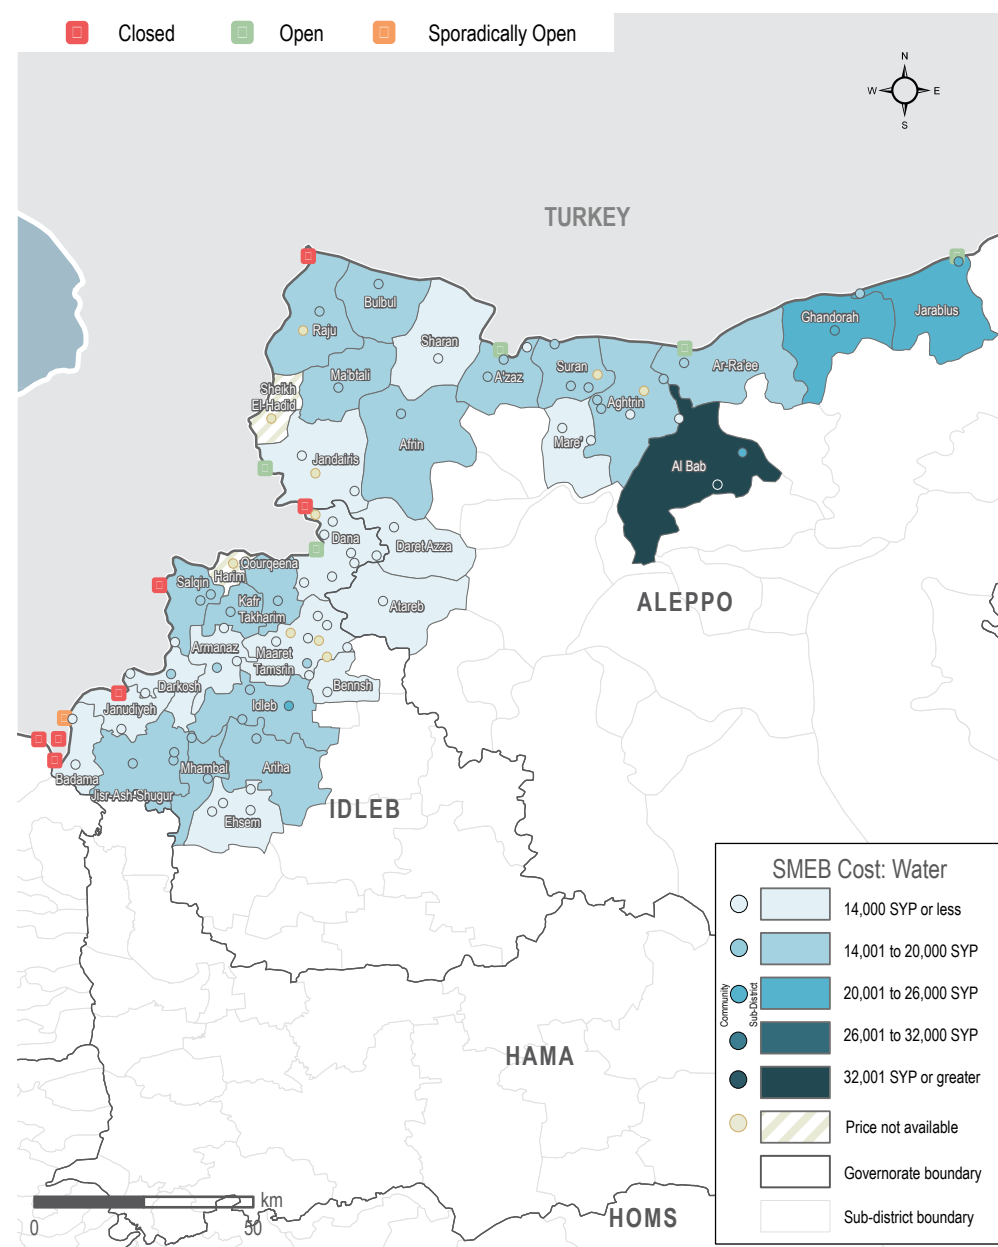 Closed
Open
Sporadically Open
N
W
E
S
TURKEY
Bulbul
Raju
Sharan
Ghandorah
Jarablus
Ma'btali
A'zaz
Suran
Ar-Ra'ee
Sheikh
El-Hadid
Aghtrin
Afrin
Mare'
Jandairis
Al Bab
Dana
Daret Azza
Qourqeena
Harim
Salqin
Kafr
Takharim
Atareb
ALEPPO
Armanaz
Maaret
Tamsrin
Darkosh
Bennsh
Janudiyeh
Idleb
Badama
Mhambal
Ariha
Jisr-Ash-Shugur
IDLEB
Ehsem
HAMA
HOMS
km
0
50
SMEB Cost: Water
Community
Sub-District
14,000 SYP or less
14,001 to 20,000 SYP
20,001 to 26,000 SYP
26,001 to 32,000 SYP
32,001 SYP or greater
Price not available
Governorate boundary
Sub-district boundary